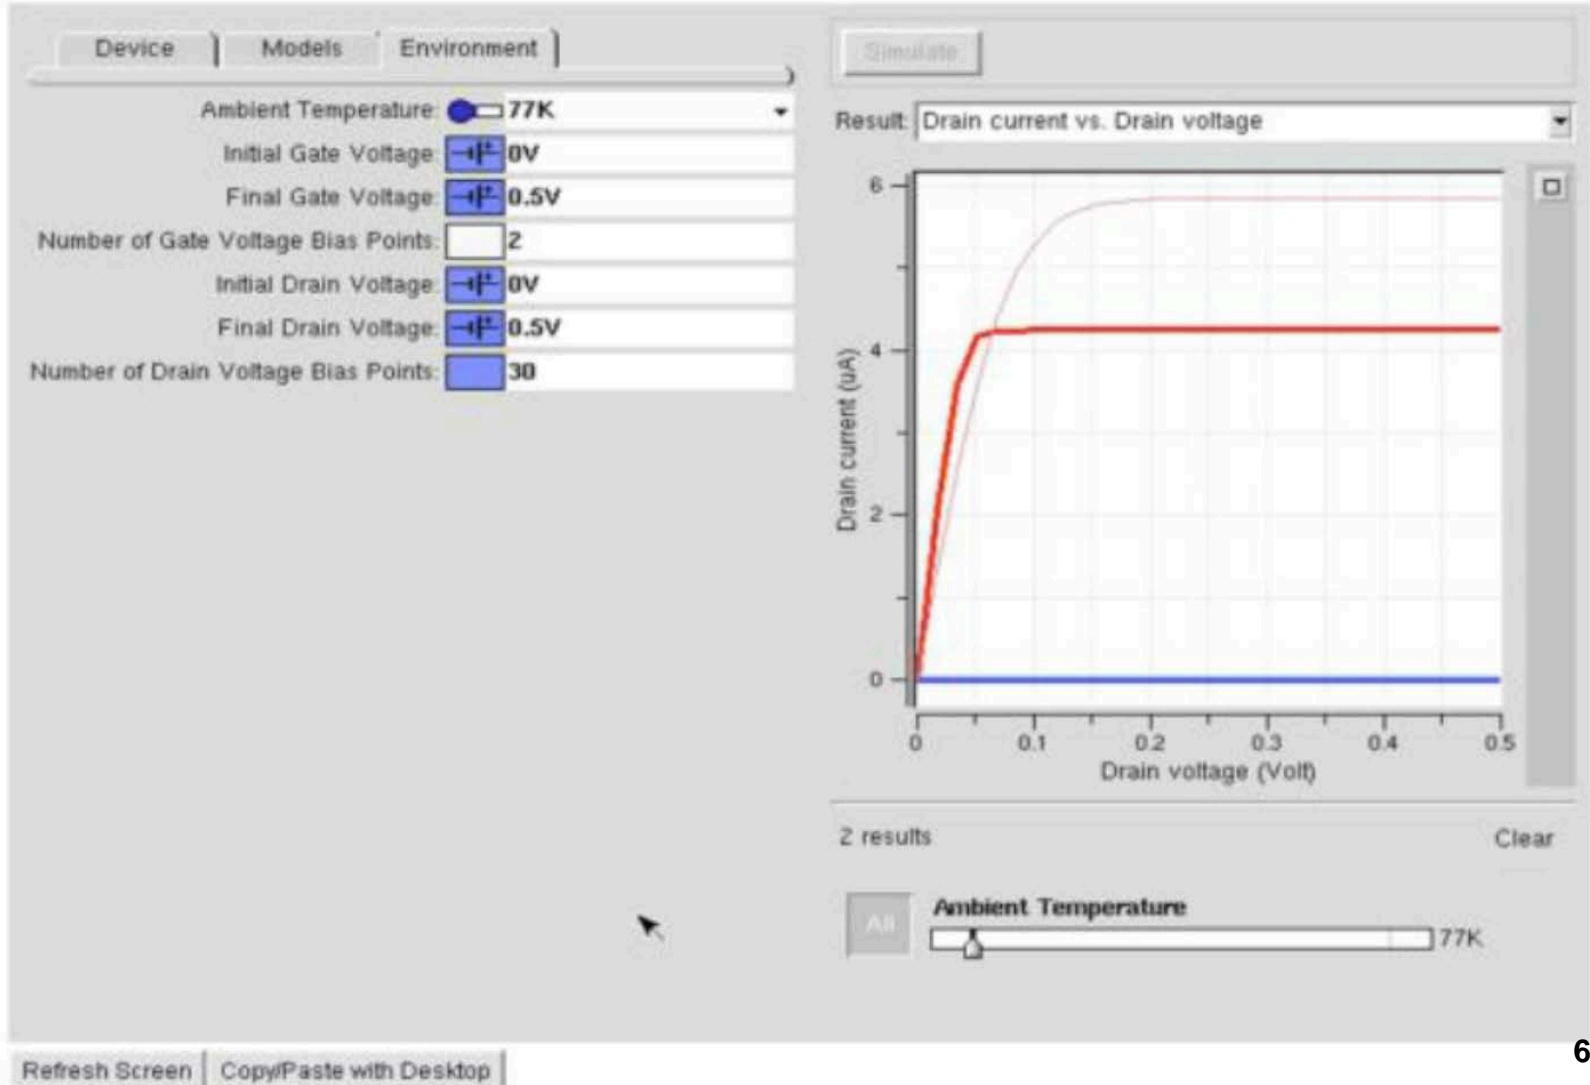 Device Models Environment
Ambient Temperature: 77K
Initial Gate Voltage: 0V
Final Gate Voltage: 0.5V
Number of Gate Voltage Bias Points: 2
Initial Drain Voltage: 0V
Final Drain Voltage: 0.5V
Number of Drain Voltage Bias Points: 30
Simulate
Result: Drain current vs. Drain voltage
6
4
2
0
Drain current (uA)
0 0.1 0.2 0.3 0.4 0.5
Drain voltage (Volt)
2 results Clear
All
Ambient Temperature
77K
Refresh Screen Copy/Paste with Desktop
6